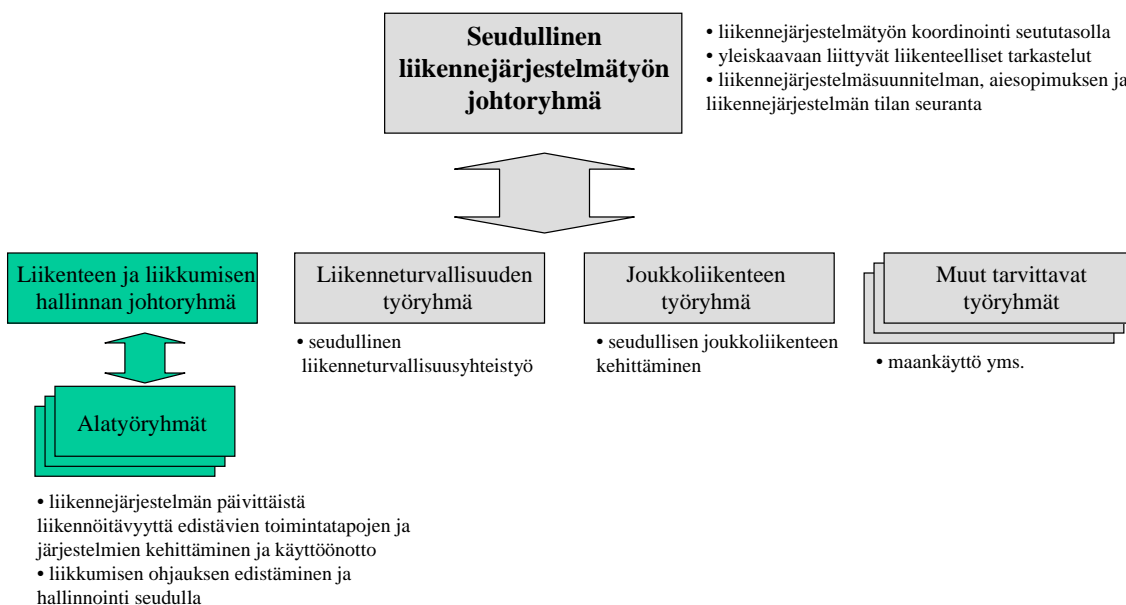 Seudullinen
liikennejärjestelmätyön
johtoryhmä
• liikennejärjestelmätyön koordinointi seututasolla
• yleiskaavaan liittyvät liikenteelliset tarkastelut
• liikennejärjestelmäsuunnitelman, aiesopimuksen ja
liikennejärjestelmän tilan seuranta
Liikenteen ja liikkumisen
hallinnan johtoryhmä
Liikenneturvallisuuden
työryhmä
• seudullinen
liikenneturvallisuusyhteistyö
Joukkoliikenteen
työryhmä
• seudullisen joukkoliikenteen
kehittäminen
Muut tarvittavat
työryhmät
• maankäyttö yms.
Alatyöryhmät
• liikennejärjestelmän päivittäistä
liikennöitävyyttä edistävien toimintatapojen ja
järjestelmien kehittäminen ja käyttöönotto
• liikkumisen ohjauksen edistäminen ja
hallinnointi seudulla